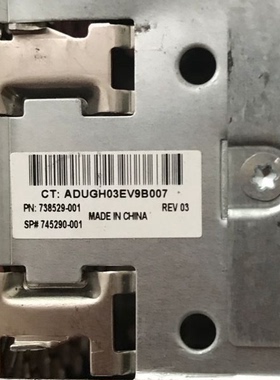 CT: ADUGH03EV9B007
PN: 738529-001 REV 03
MADE IN CHINA
SP# 745290-001